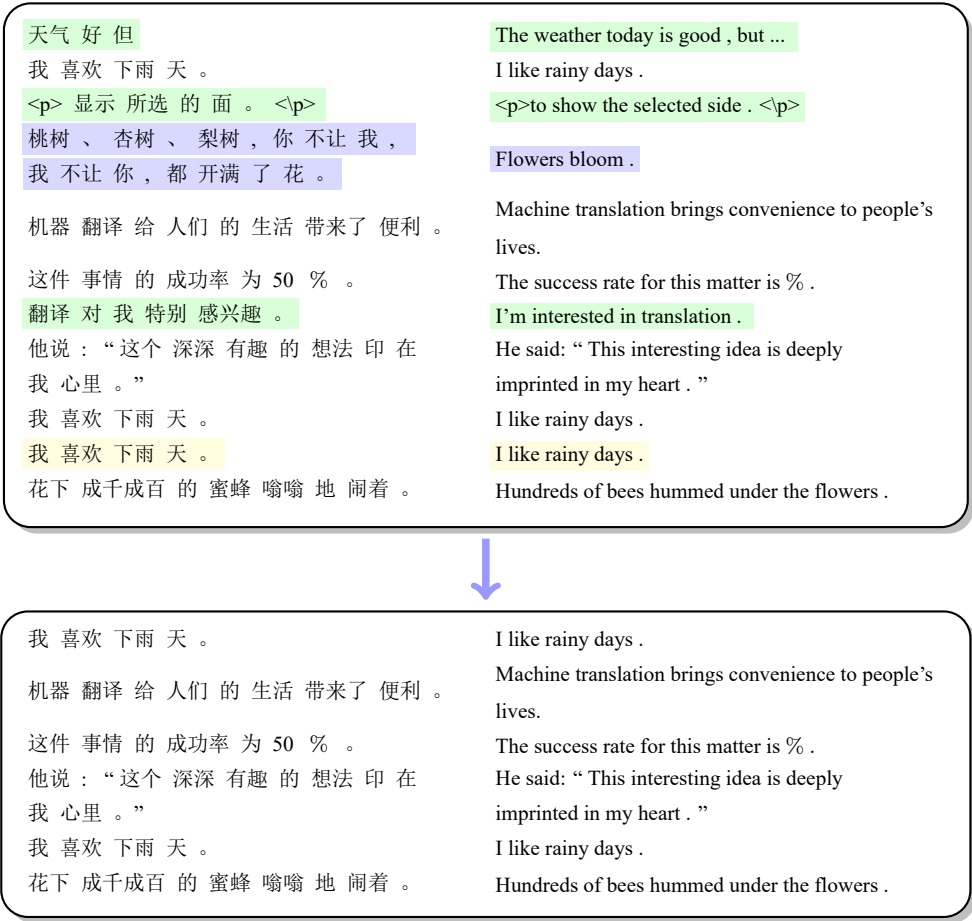 天气 好 但 The weather today is good , but ...
我 喜欢 下雨 天 。 I like rainy days .
<p> 显示 所选 的 面 。 <\p> <p>to show the selected side . <\p>
桃树 、 杏树 、 梨树 , 你 不让 我 ,
我 不让 你 , 都 开满 了 花 。
Flowers bloom .
机器 翻译 给 人们 的 生活 带来了 便利 。
Machine translation brings convenience to people's
lives.
这件 事情 的 成功率 为 50 % 。 The success rate for this matter is % .
翻译 对 我 特别 感兴趣 。 I'm interested in translation .
他说 : “ 这个 深深 有趣 的 想法 印 在
我 心里 。”
He said: “ This interesting idea is deeply
imprinted in my heart . ”
我 喜欢 下雨 天 。 I like rainy days .
我 喜欢 下雨 天 。 I like rainy days .
花下 成千成百 的 蜜蜂 嗡嗡 地 闹着 。 Hundreds of bees hummed under the flowers .
我 喜欢 下雨 天 。 I like rainy days .
机器 翻译 给 人们 的 生活 带来了 便利 。
Machine translation brings convenience to people's
lives.
这件 事情 的 成功率 为 50 % 。 The success rate for this matter is % .
他说 : “ 这个 深深 有趣 的 想法 印 在
我 心里 。”
He said: “ This interesting idea is deeply
imprinted in my heart . ”
我 喜欢 下雨 天 。 I like rainy days .
花下 成千成百 的 蜜蜂 嗡嗡 地 闹着 。 Hundreds of bees hummed under the flowers .